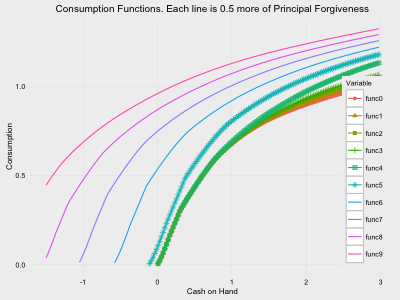 Consumption Functions. Each line is 0.5 more of Principal Forgiveness
Consumption
1.0
0.5
0.0
-1
0
1
2
3
Cash on Hand
Variable
func0
func1
func2
func3
func4
func5
func6
func7
func8
func9